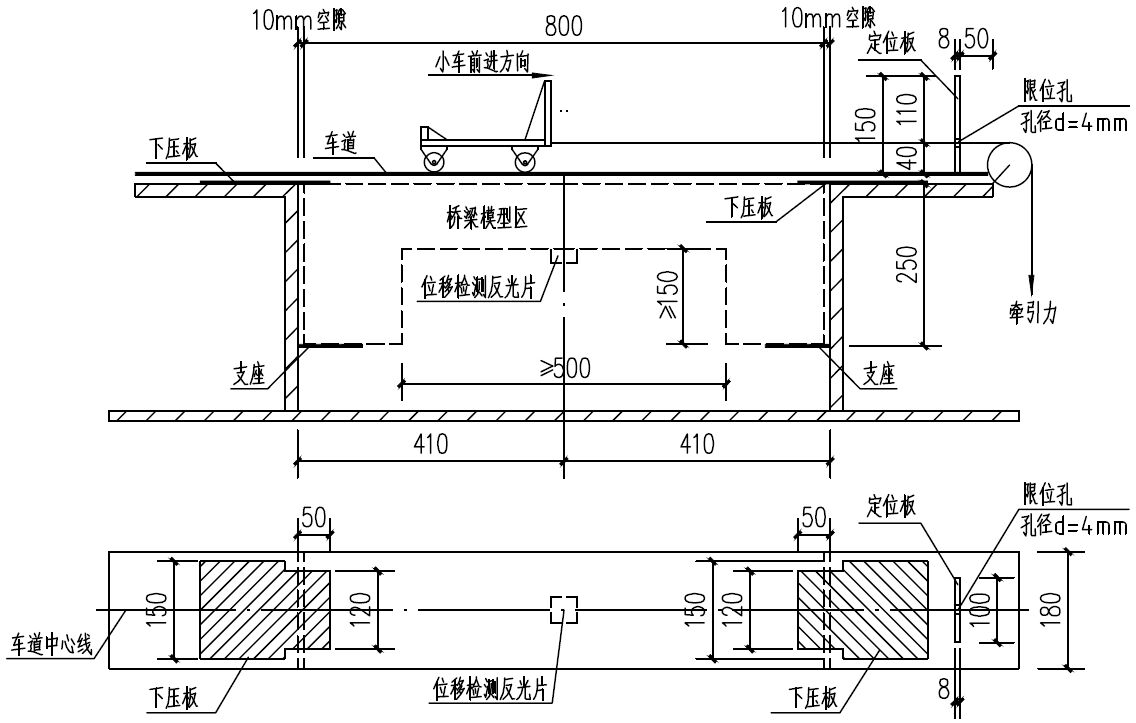 10mm空隙
800
10mm空隙
小车前进方向
定位板
8
50
限位孔
孔径d=4mm
150
110
40
下压板
车道
桥梁模型区
下压板
250
位移检测反光片
≥150
牵引力
支座
≥500
支座
410
410
50
50
定位板
限位孔
孔径d=4mm
150
120
150
120
100
180
车道中心线
下压板
位移检测反光片
下压板
8